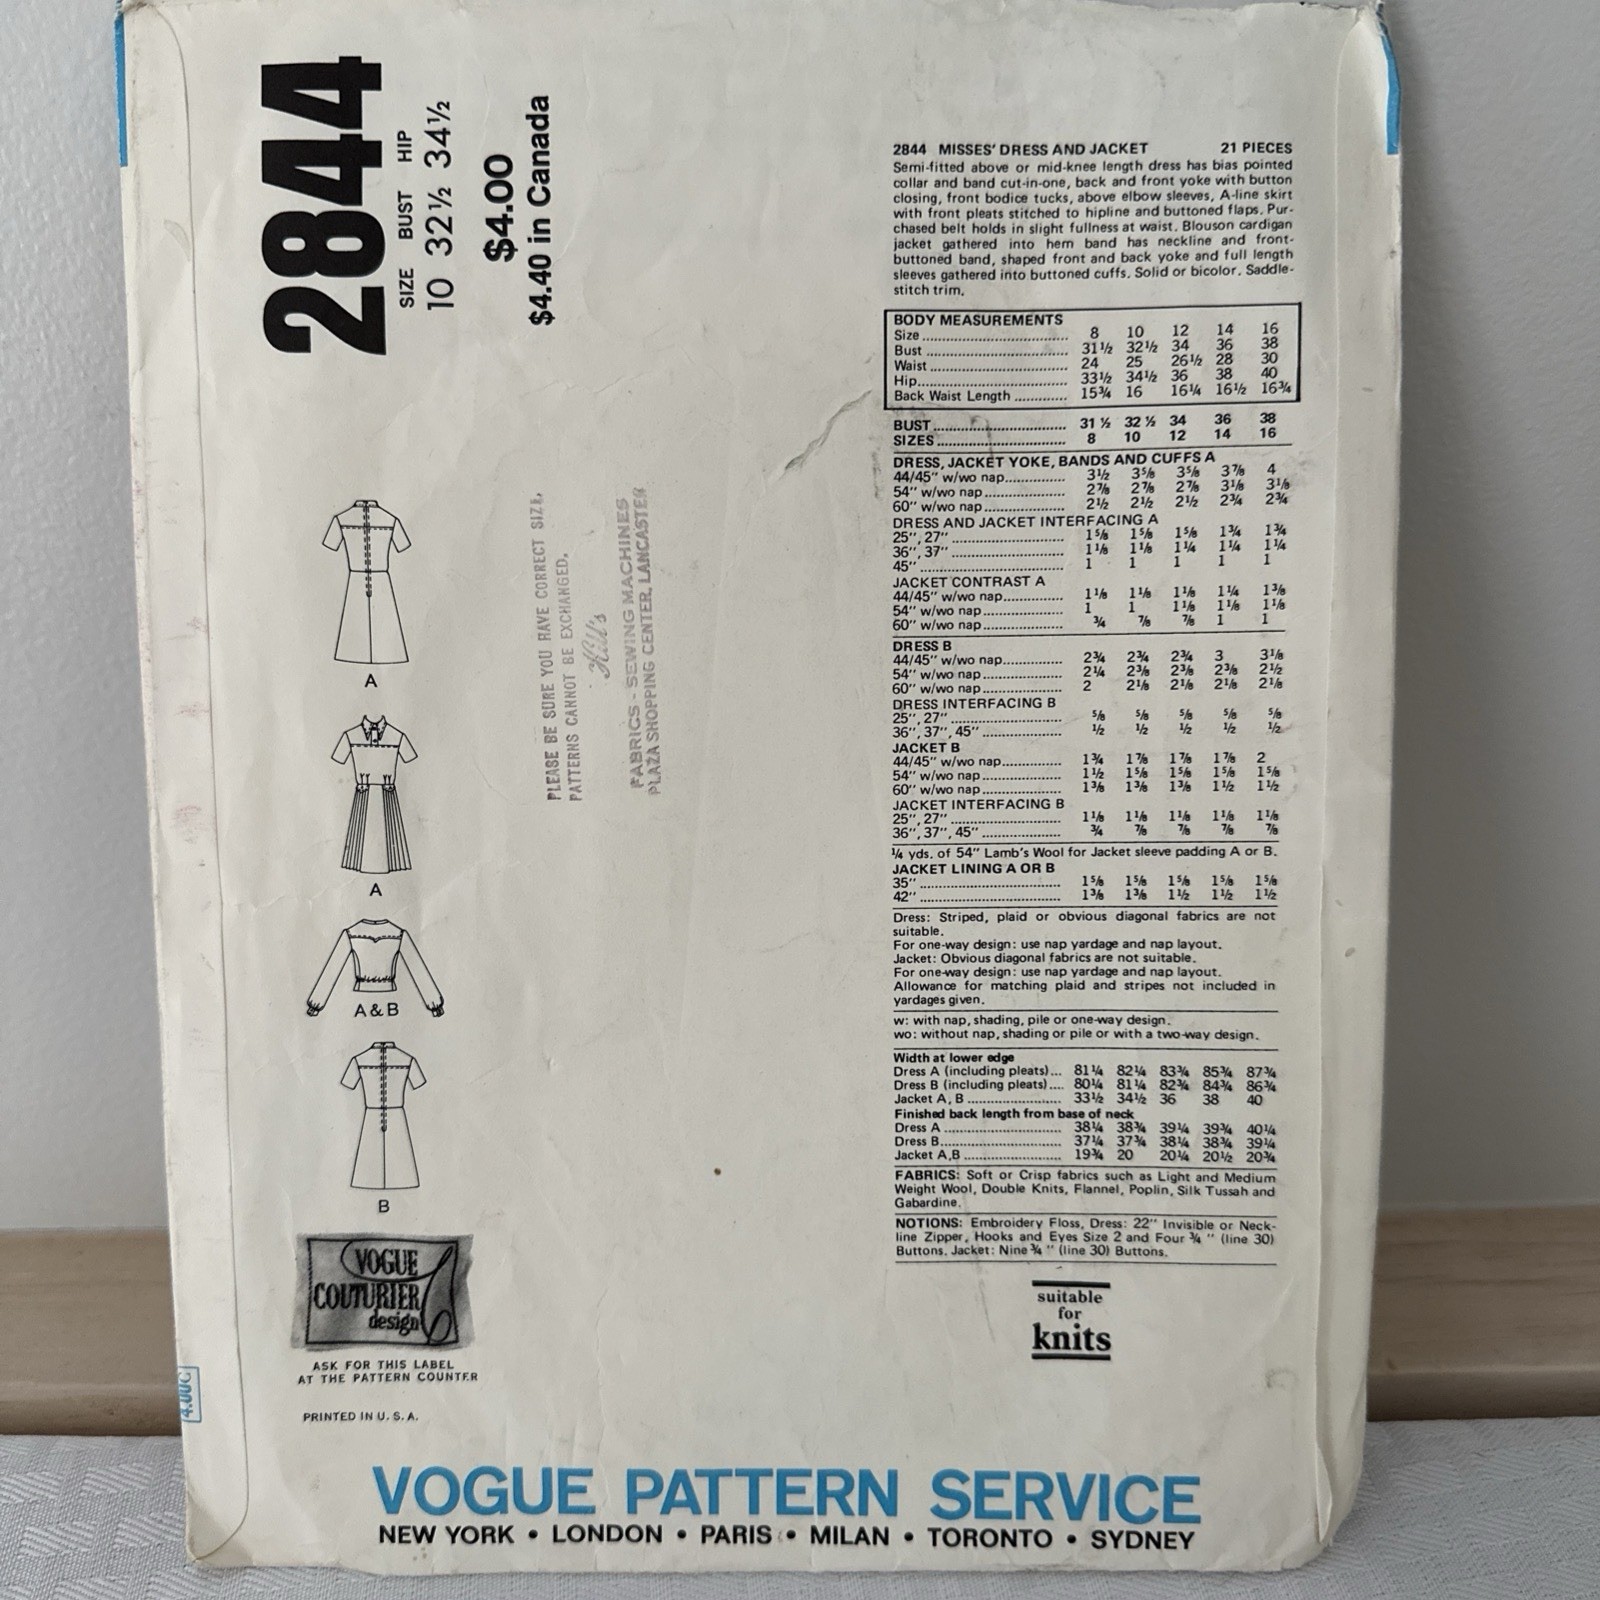 2844
SIZE BUST HIP
10 32½ 34½
$4.00
$4.40 in Canada
A
A
A & B
B
VOGUE
COUTURIER
design
ASK FOR THIS LABEL
AT THE PATTERN COUNTER
PRINTED IN U. S. A.
4.00C
PLEASE BE SURE YOU HAVE CORRECT SIZE,
PATTERNS CANNOT BE EXCHANGED.
Hill's
FABRICS - SEWING MACHINES
PLAZA SHOPPING CENTER, LANCASTER
2844 MISSES' DRESS AND JACKET 21 PIECES
Semi-fitted above or mid-knee length dress has bias pointed
collar and band cut-in-one, back and front yoke with button
closing, front bodice tucks, above elbow sleeves, A-line skirt
with front pleats stitched to hipline and buttoned flaps. Pur-
chased belt holds in slight fullness at waist. Blouson cardigan
jacket gathered into hem band has neckline and front-
buttoned band, shaped front and back yoke and full length
sleeves gathered into buttoned cuffs. Solid or bicolor. Saddle-
stitch trim.
BODY MEASUREMENTS
Size 8 10 12 14 16
Bust 31½ 32½ 34 36 38
Waist 24 25 26½ 28 30
Hip 33½ 34½ 36 38 40
Back Waist Length 15¾ 16 16¼ 16½ 16¾
BUST 31 ½ 32 ½ 34 36 38
SIZES 8 10 12 14 16
DRESS, JACKET YOKE, BANDS AND CUFFS A
44/45" w/wo nap 3½ 3⅝ 3⅝ 3⅞ 4
54" w/wo nap 2⅞ 2⅞ 2⅞ 3⅛ 3⅛
60" w/wo nap 2½ 2½ 2½ 2¾ 2¾
DRESS AND JACKET INTERFACING A
25", 27" 1⅝ 1⅝ 1⅝ 1¾ 1¾
36", 37" 1⅛ 1⅛ 1¼ 1¼ 1¼
45" 1 1 1 1 1
JACKET CONTRAST A
44/45" w/wo nap 1⅛ 1⅛ 1⅛ 1¼ 1⅜
54" w/wo nap 1 1 1⅛ 1⅛ 1⅛
60" w/wo nap ¾ ⅞ ⅞ 1 1
DRESS B
44/45" w/wo nap 2¾ 2¾ 2¾ 3 3⅛
54" w/wo nap 2¼ 2⅜ 2⅜ 2⅜ 2½
60" w/wo nap 2 2⅛ 2⅛ 2⅛ 2⅛
DRESS INTERFACING B
25", 27" ⅝ ⅝ ⅝ ⅝ ⅝
36", 37", 45" ½ ½ ½ ½ ½
JACKET B
44/45" w/wo nap 1¾ 1⅞ 1⅞ 1⅞ 2
54" w/wo nap 1½ 1⅝ 1⅝ 1⅝ 1⅝
60" w/wo nap 1⅜ 1⅜ 1⅜ 1½ 1½
JACKET INTERFACING B
25", 27" 1⅛ 1⅛ 1⅛ 1⅛ 1⅛
36", 37", 45" ¾ ⅞ ⅞ ⅞ ⅞
¼ yds. of 54" Lamb's Wool for Jacket sleeve padding A or B.
JACKET LINING A OR B
35" 1⅝ 1⅝ 1⅝ 1⅝ 1⅝
42" 1⅜ 1⅜ 1½ 1½ 1½
Dress: Striped, plaid or obvious diagonal fabrics are not
suitable.
For one-way design: use nap yardage and nap layout.
Jacket: Obvious diagonal fabrics are not suitable.
For one-way design: use nap yardage and nap layout.
Allowance for matching plaid and stripes not included in
yardages given.
w: with nap, shading, pile or one-way design.
wo: without nap, shading or pile or with a two-way design.
Width at lower edge
Dress A (including pleats)... 81¼ 82¼ 83¾ 85¾ 87¾
Dress B (including pleats).... 80¼ 81¼ 82¾ 84¾ 86¾
Jacket A, B 33½ 34½ 36 38 40
Finished back length from base of neck
Dress A 38¼ 38¾ 39¼ 39¾ 40¼
Dress B 37¼ 37¾ 38¼ 38¾ 39¼
Jacket A,B 19¾ 20 20¼ 20½ 20¾
FABRICS: Soft or Crisp fabrics such as Light and Medium
Weight Wool, Double Knits, Flannel, Poplin, Silk Tussah and
Gabardine.
NOTIONS: Embroidery Floss, Dress: 22" Invisible or Neck-
line Zipper, Hooks and Eyes Size 2 and Four ¾ " (line 30)
Buttons. Jacket: Nine ¾ " (line 30) Buttons.
suitable
for
knits
VOGUE PATTERN SERVICE
NEW YORK • LONDON • PARIS • MILAN • TORONTO • SYDNEY